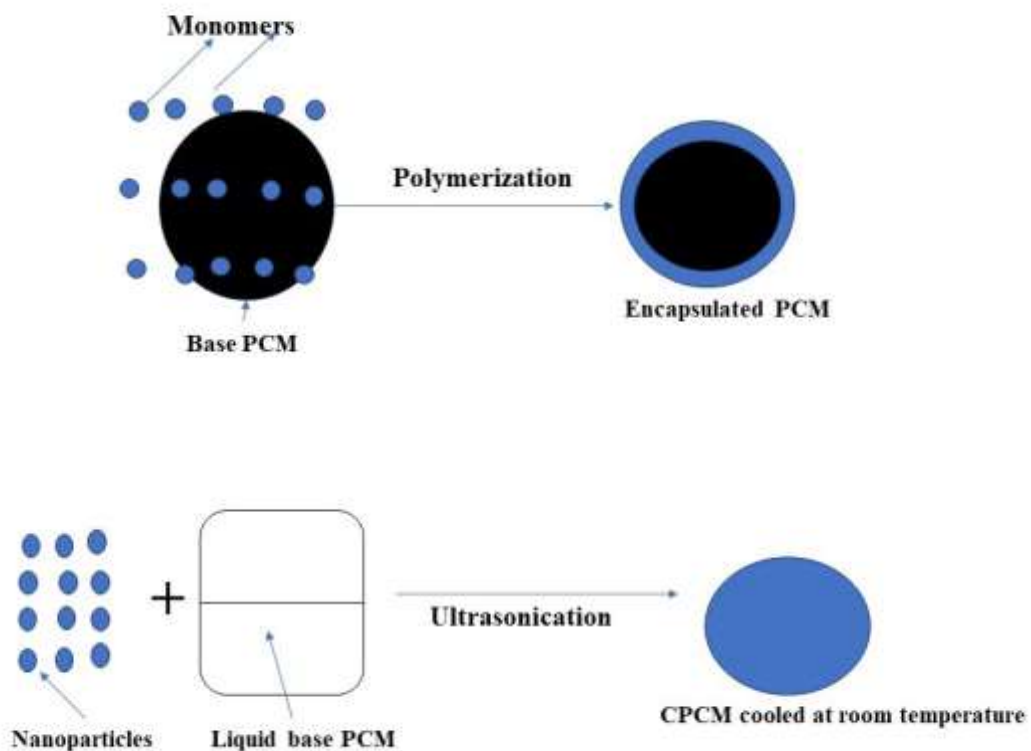 Monomers
Polymerization
Encapsulated PCM
Base PCM
+
Ultrasonication
CPCM cooled at room temperature
Nanoparticles
Liquid base PCM